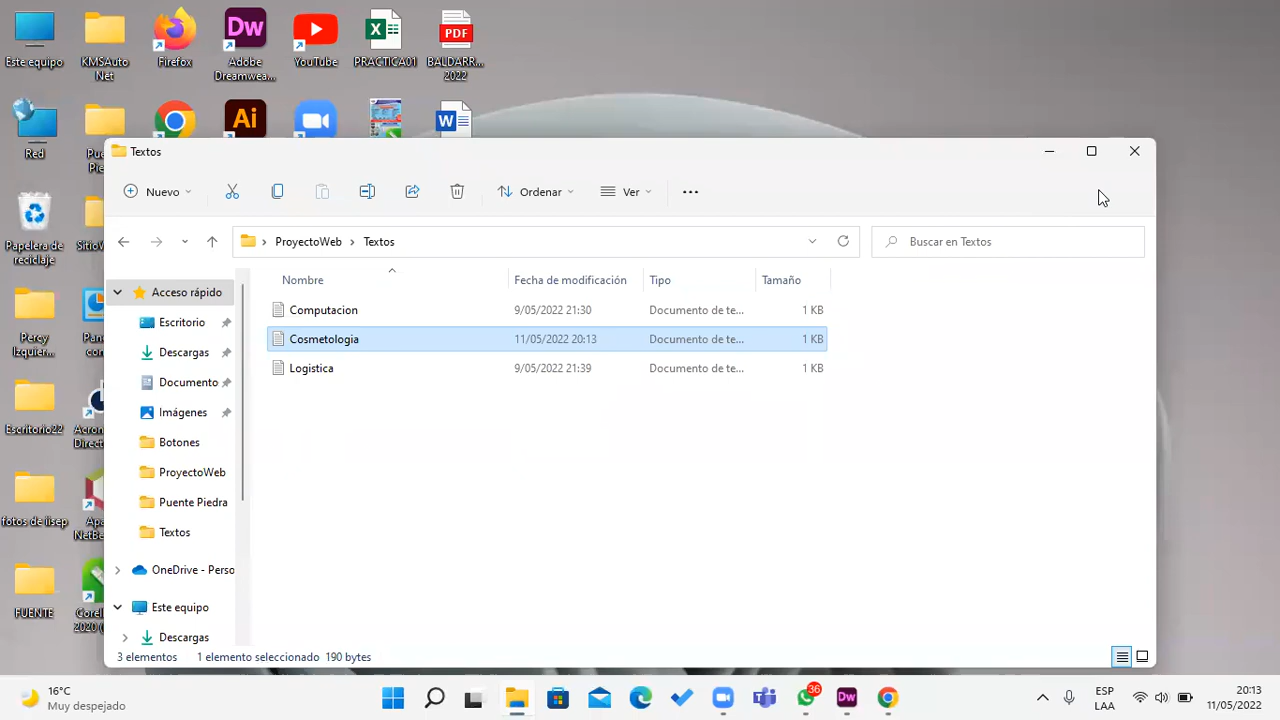 Este equipo
KMSAuto
Net
Firefox
Adobe
Dreamwea...
YouTube
PRACTICA01
BALDARR...
2022
Red
Papelera de
reciclaje
Percy
Izquier...
Escritorio22
fotos de iisep
FUENTE
Textos
Nuevo
Ordenar
Ver
ProyectoWeb
Textos
Buscar en Textos
Nombre
Fecha de modificación
Tipo
Tamaño
Computacion
9/05/2022 21:30
Documento de te...
1 KB
Cosmetologia
11/05/2022 20:13
Documento de te...
1 KB
Logistica
9/05/2022 21:39
Documento de te...
1 KB
Acceso rápido
Escritorio
Descargas
Documento
Imágenes
Botones
ProyectoWeb
Puente Piedra
Textos
OneDrive - Perso
Este equipo
Descargas
3 elementos
1 elemento seleccionado
190 bytes
16°C
Muy despejado
36
ESP
LAA
20:13
11/05/2022